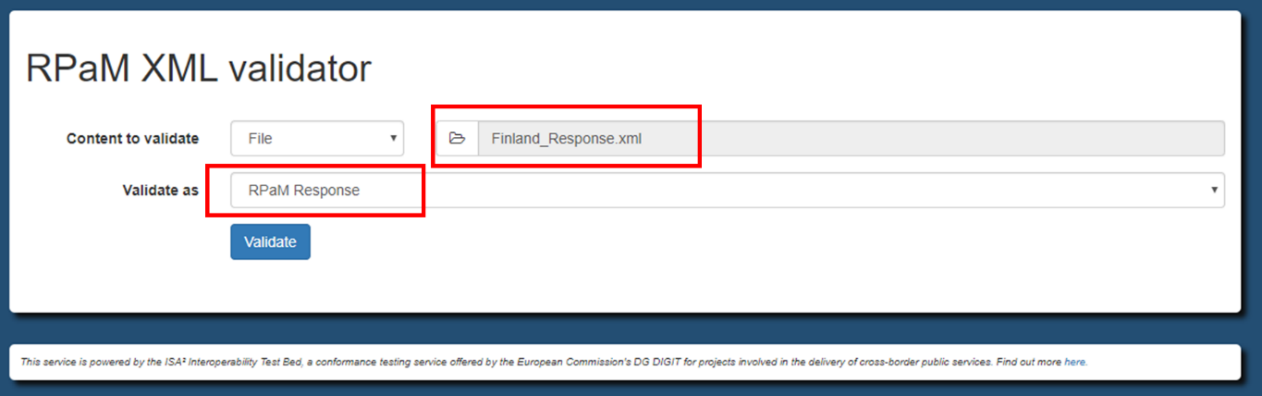 RPaM XML validator
Content to validate File Finland_Response.xml
Validate as RPaM Response
Validate
This service is powered by the ISA² Interoperability Test Bed, a conformance testing service offered by the European Commission's DG DIGIT for projects involved in the delivery of cross-border public services. Find out more here.